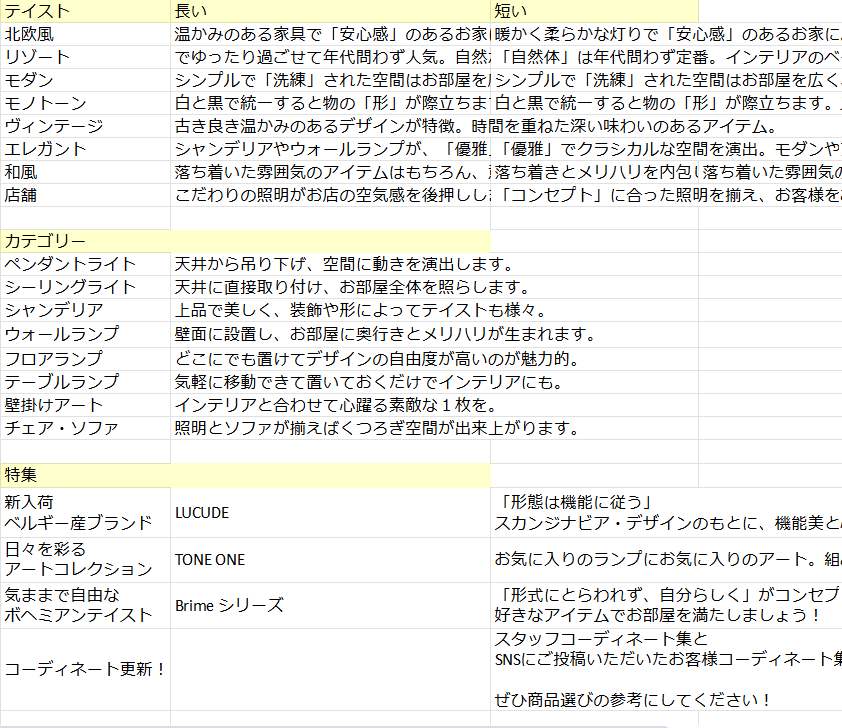 テイスト 長い 短い
北欧風 温かみのある家具で「安心感」のあるお家 暖かく柔らかな灯りで「安心感」のあるお家に
リゾート でゆったり過ごせて年代問わず人気。自然 「自然体」は年代問わず定番。インテリアのベ
モダン シンプルで「洗練」された空間はお部屋を シンプルで「洗練」された空間はお部屋を広く
モノトーン 白と黒で統一すると物の「形」が際立ちま 白と黒で統一すると物の「形」が際立ちます。
ヴィンテージ 古き良き温かみのあるデザインが特徴。時間を重ねた深い味わいのあるアイテム。
エレガント シャンデリアやウォールランプが、「優雅」 「優雅」でクラシカルな空間を演出。モダンや
和風 落ち着いた雰囲気のアイテムはもちろん、 落ち着きとメリハリを内包し 落ち着いた雰囲気の
店舗 こだわりの照明がお店の空気感を後押しし 「コンセプト」に合った照明を揃え、お客様を
カテゴリー
ペンダントライト 天井から吊り下げ、空間に動きを演出します。
シーリングライト 天井に直接取り付け、お部屋全体を照らします。
シャンデリア 上品で美しく、装飾や形によってテイストも様々。
ウォールランプ 壁面に設置し、お部屋に奥行きとメリハリが生まれます。
フロアランプ どこにでも置けてデザインの自由度が高いのが魅力的。
テーブルランプ 気軽に移動できて置いておくだけでインテリアにも。
壁掛けアート インテリアと合わせて心躍る素敵な１枚を。
チェア・ソファ 照明とソファが揃えばくつろぎ空間が出来上がります。
特集
新入荷
ベルギー産ブランド LUCUDE 「形態は機能に従う」
スカンジナビア・デザインのもとに、機能美と
日々を彩る
アートコレクション TONE ONE お気に入りのランプにお気に入りのアート。組
気ままで自由な
ボヘミアンテイスト Brime シリーズ 「形式にとらわれず、自分らしく」がコンセプ
好きなアイテムでお部屋を満たしましょう！
コーディネート更新！ スタッフコーディネート集と
SNSにご投稿いただいたお客様コーディネート集
ぜひ商品選びの参考にしてください！